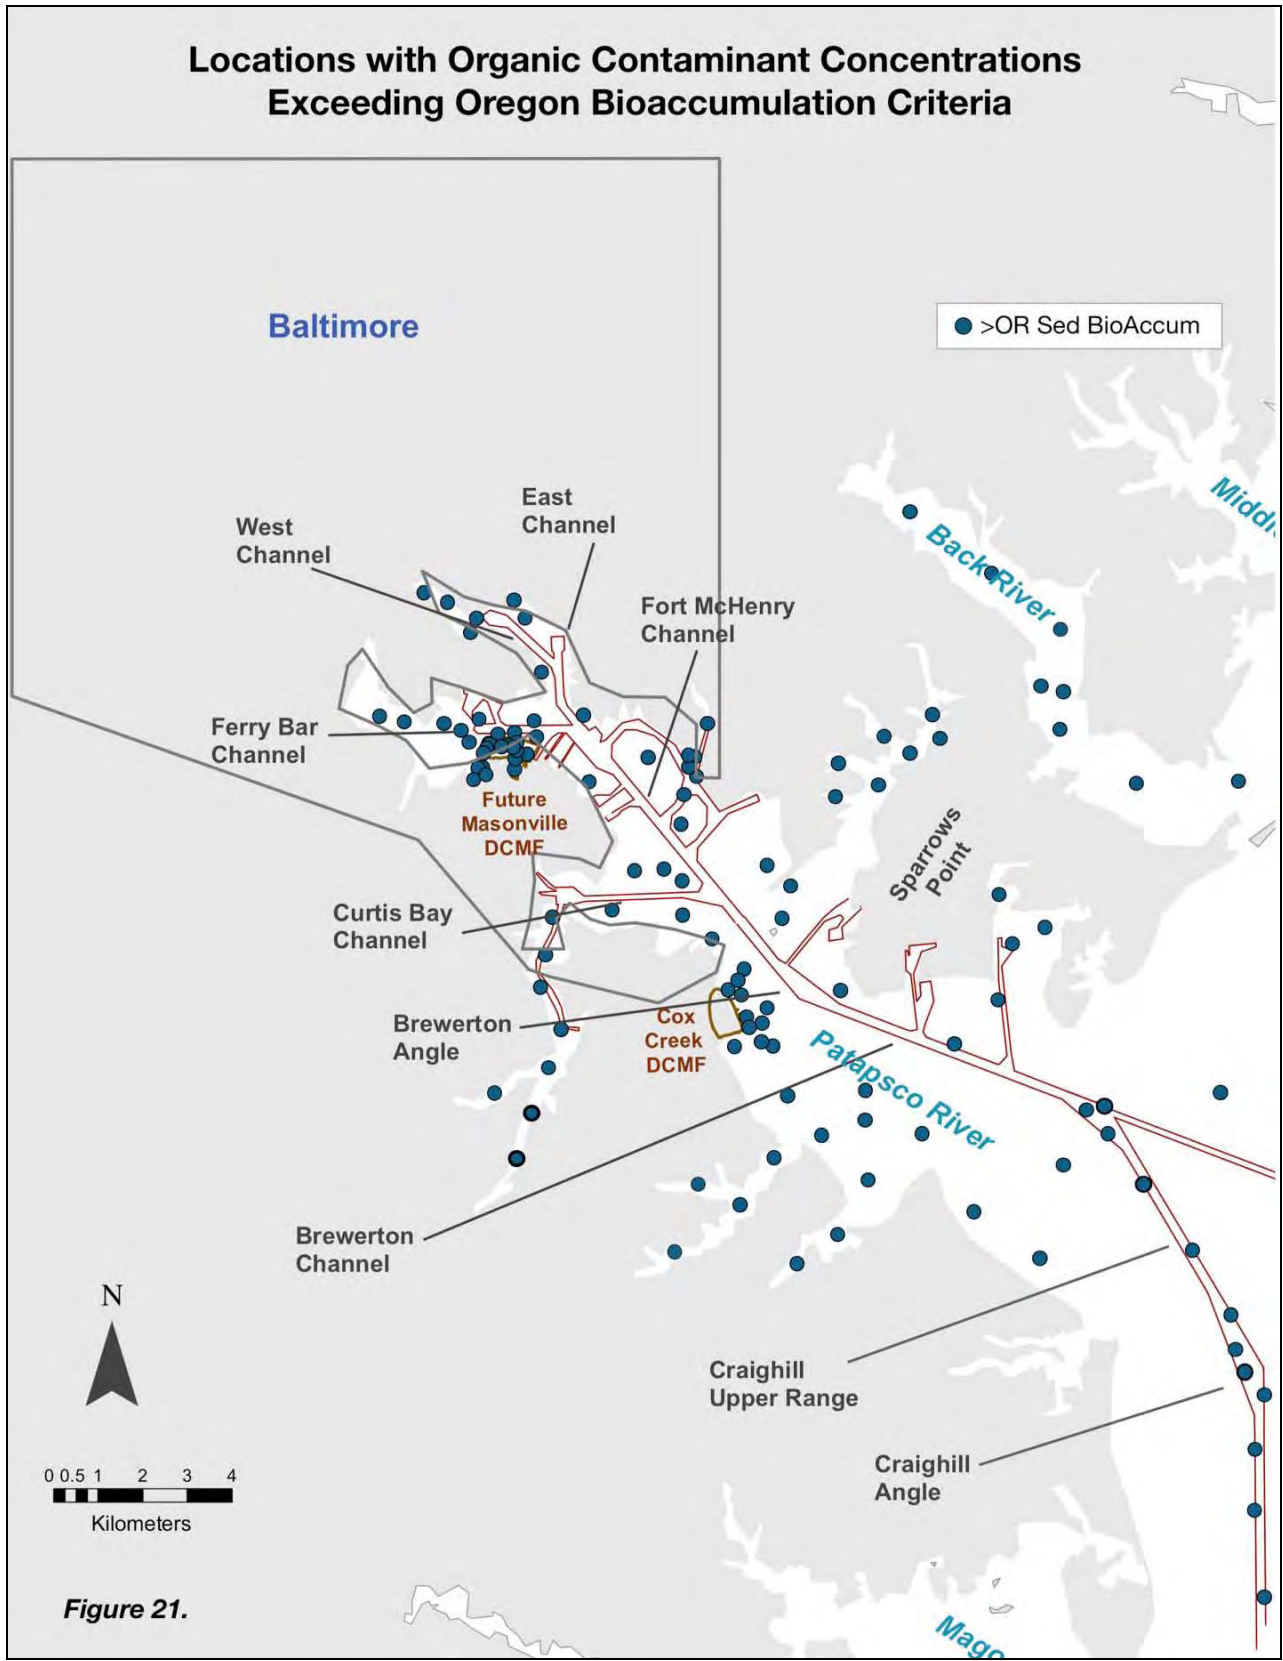 Locations with Organic Contaminant Concentrations
Exceeding Oregon Bioaccumulation Criteria
Baltimore
>OR Sed BioAccum
East
Channel
West
Channel
Middl
Back River
Fort McHenry
Channel
Ferry Bar
Channel
Future
Masonville
DCMF
Sparrows
Point
Curtis Bay
Channel
Brewerton
Angle
Cox
Creek
DCMF
Patapsco River
Brewerton
Channel
N
Craighill
Upper Range
Craighill
Angle
0 0.5 1 2 3 4
Kilometers
Figure 21.
Mago